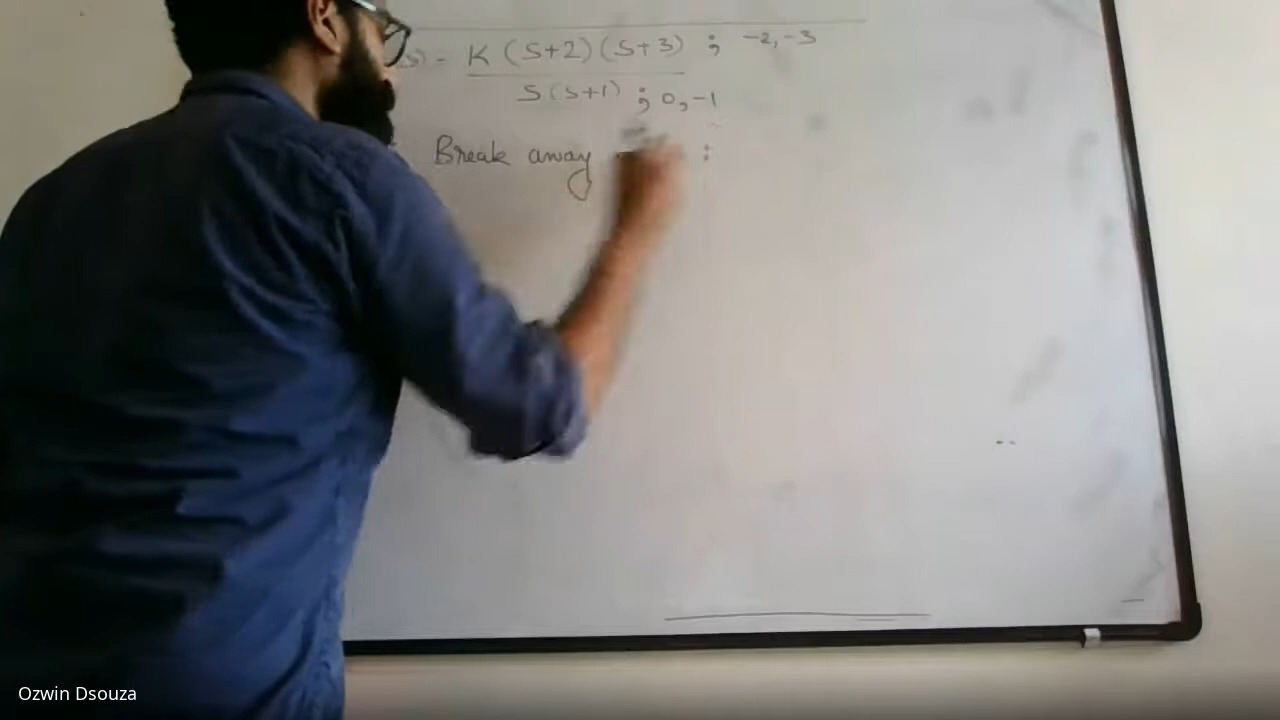 (s) = K (S+2) (S+3) ; -2, -3
S(S+1) ; 0, -1
Break away :
Ozwin Dsouza